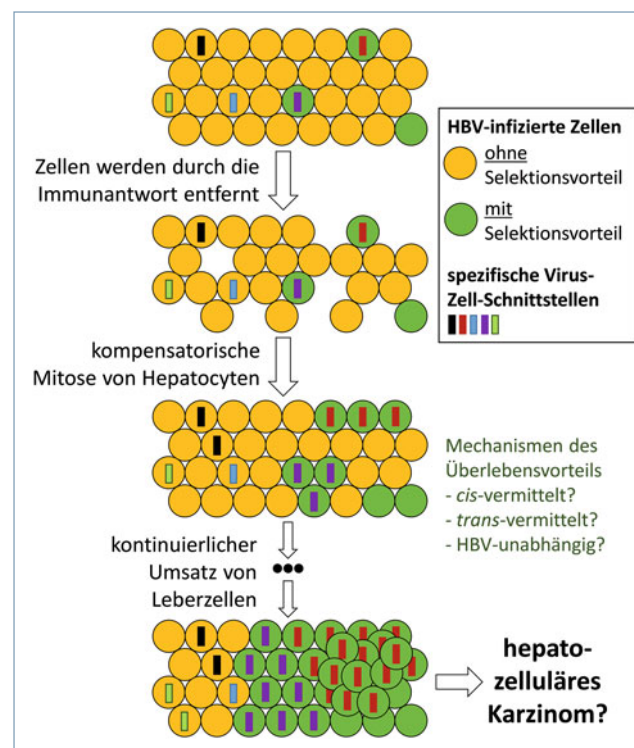 HBV-infizierte Zellen
ohne
Selektionsvorteil
mit
Selektionsvorteil
spezifische Virus-
Zell-Schnittstellen
Zellen werden durch die
Immunantwort entfernt
kompensatorische
Mitose von Hepatocyten
Mechanismen des
Überlebensvorteils
- cis-vermittelt?
- trans-vermittelt?
- HBV-unabhängig?
kontinuierlicher
Umsatz von
Leberzellen
hepato-
zelluläres
Karzinom?